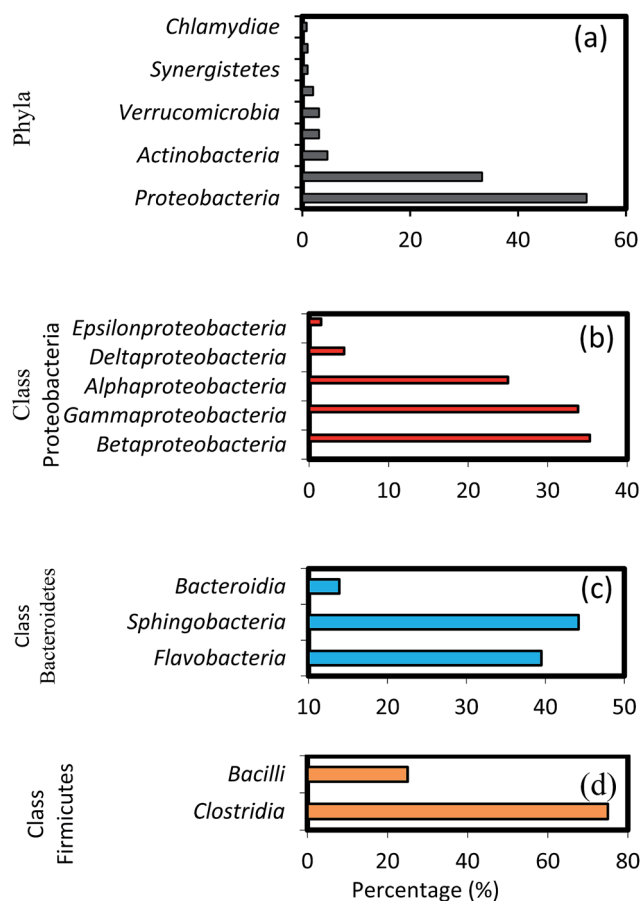 (a)
Phyla
Chlamydiae
Synergistetes
Verrucomicrobia
Actinobacteria
Proteobacteria
0 20 40 60
(b)
Class
Proteobacteria
Epsilonproteobacteria
Deltaproteobacteria
Alphaproteobacteria
Gammaproteobacteria
Betaproteobacteria
0 10 20 30 40
(c)
Class
Bacteroidetes
Bacteroidia
Sphingobacteria
Flavobacteria
10 20 30 40 50
(d)
Class
Firmicutes
Bacilli
Clostridia
0 20 40 60 80
Percentage (%)